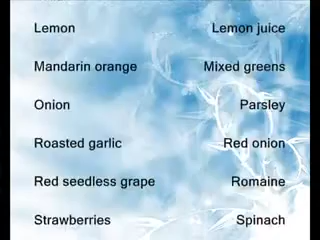 Lemon Lemon juice
Mandarin orange Mixed greens
Onion Parsley
Roasted garlic Red onion
Red seedless grape Romaine
Strawberries Spinach